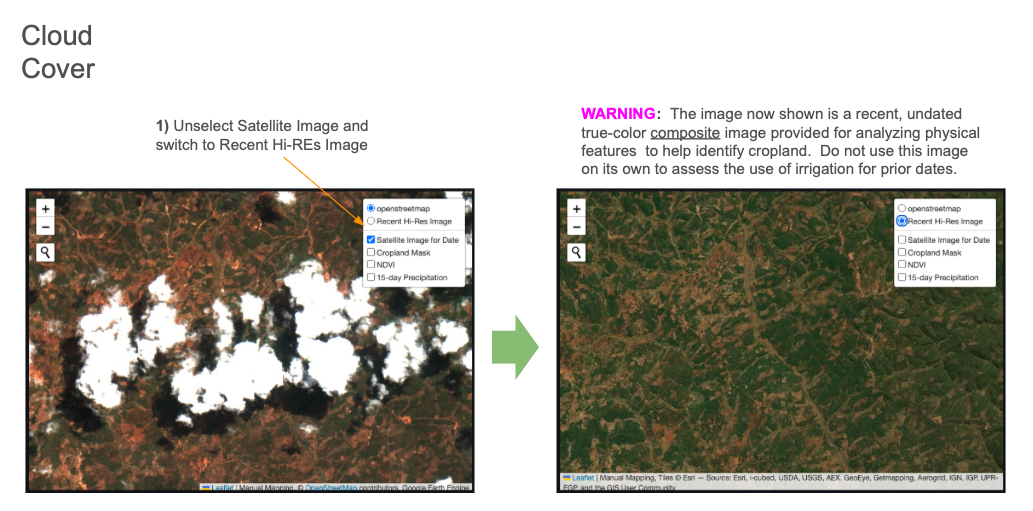 Cloud
Cover
1) Unselect Satellite Image and
switch to Recent Hi-REs Image
WARNING:  The image now shown is a recent, undated
true-color composite image provided for analyzing physical
features  to help identify cropland.  Do not use this image
on its own to assess the use of irrigation for prior dates.
+
−
openstreetmap
Recent Hi-Res Image
Satellite Image for Date
Cropland Mask
NDVI
15-day Precipitation
Leaflet | Manual Mapping, © OpenStreetMap contributors, Google Earth Engine
+
−
openstreetmap
Recent Hi-Res Image
Satellite Image for Date
Cropland Mask
NDVI
15-day Precipitation
Leaflet | Manual Mapping, Tiles © Esri — Source: Esri, i-cubed, USDA, USGS, AEX, GeoEye, Getmapping, Aerogrid, IGN, IGP, UPR-
EGP, and the GIS User Community